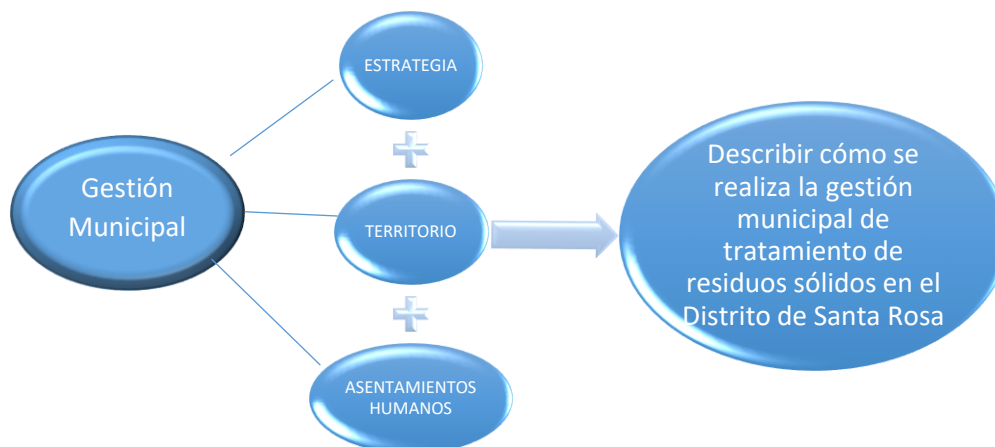 ESTRATEGIA
Gestión
Municipal
TERRITORIO
ASENTAMIENTOS
HUMANOS
Describir cómo se
realiza la gestión
municipal de
tratamiento de
residuos sólidos en el
Distrito de Santa Rosa